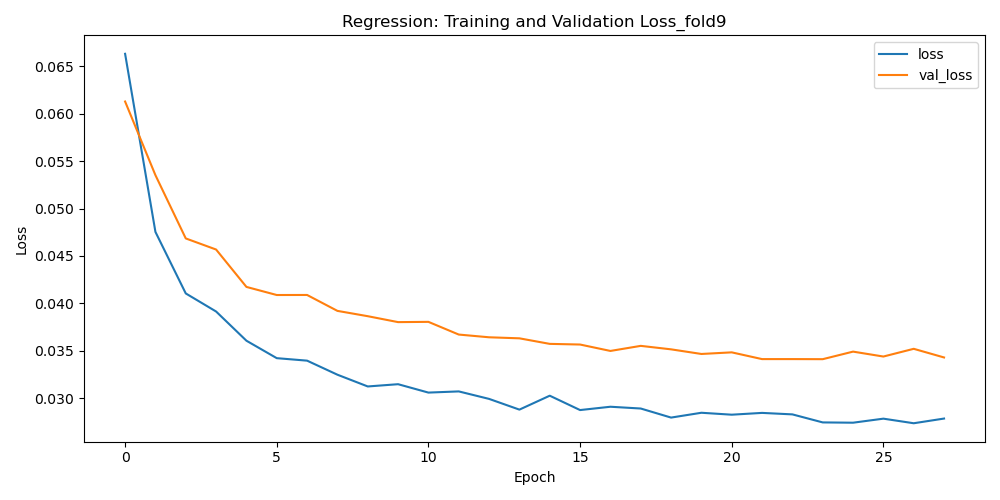 Regression: Training and Validation Loss_fold9
loss
val_loss
0.065
0.060
0.055
0.050
0.045
0.040
0.035
0.030
Loss
0 5 10 15 20 25
Epoch